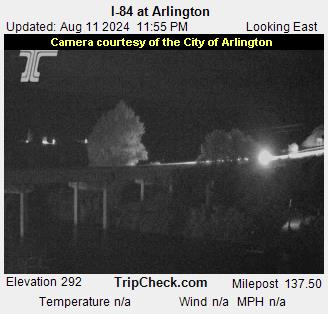 I-84 at Arlington
Updated: Aug 11 2024 11:55 PM Looking East
Camera courtesy of the City of Arlington
Elevation 292 TripCheck.com Milepost 137.50
Temperature n/a Wind n/a MPH n/a